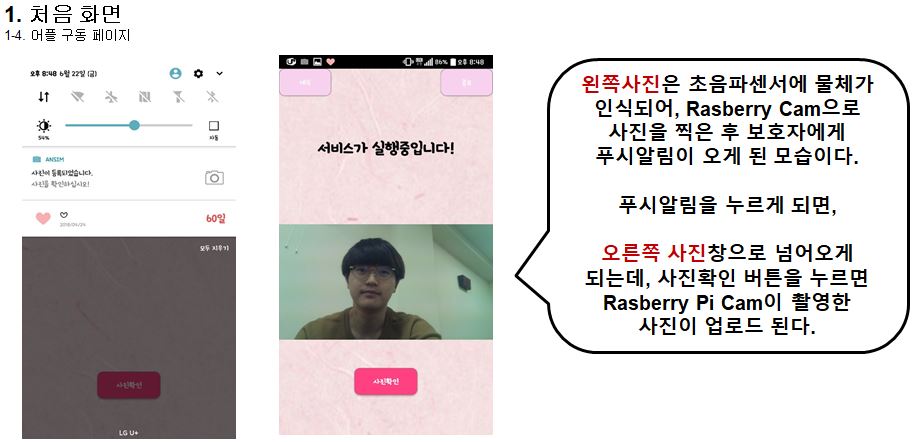 1. 처음 화면
1-4. 어플 구동 페이지
오후 8:48 6월 22일 (금)
54%
자동
ANSIM
사진이 등록되었습니다.
사진을 확인하십시오!
2018/04/24
60일
모두 지우기
사진확인
LG U+
86% 오후 8:48
서비스가 실행중입니다!
사진확인
왼쪽사진은 초음파센서에 물체가
인식되어, Rasberry Cam으로
사진을 찍은 후 보호자에게
푸시알림이 오게 된 모습이다.
푸시알림을 누르게 되면,
오른쪽 사진창으로 넘어오게
되는데, 사진확인 버튼을 누르면
Rasberry Pi Cam이 촬영한
사진이 업로드 된다.